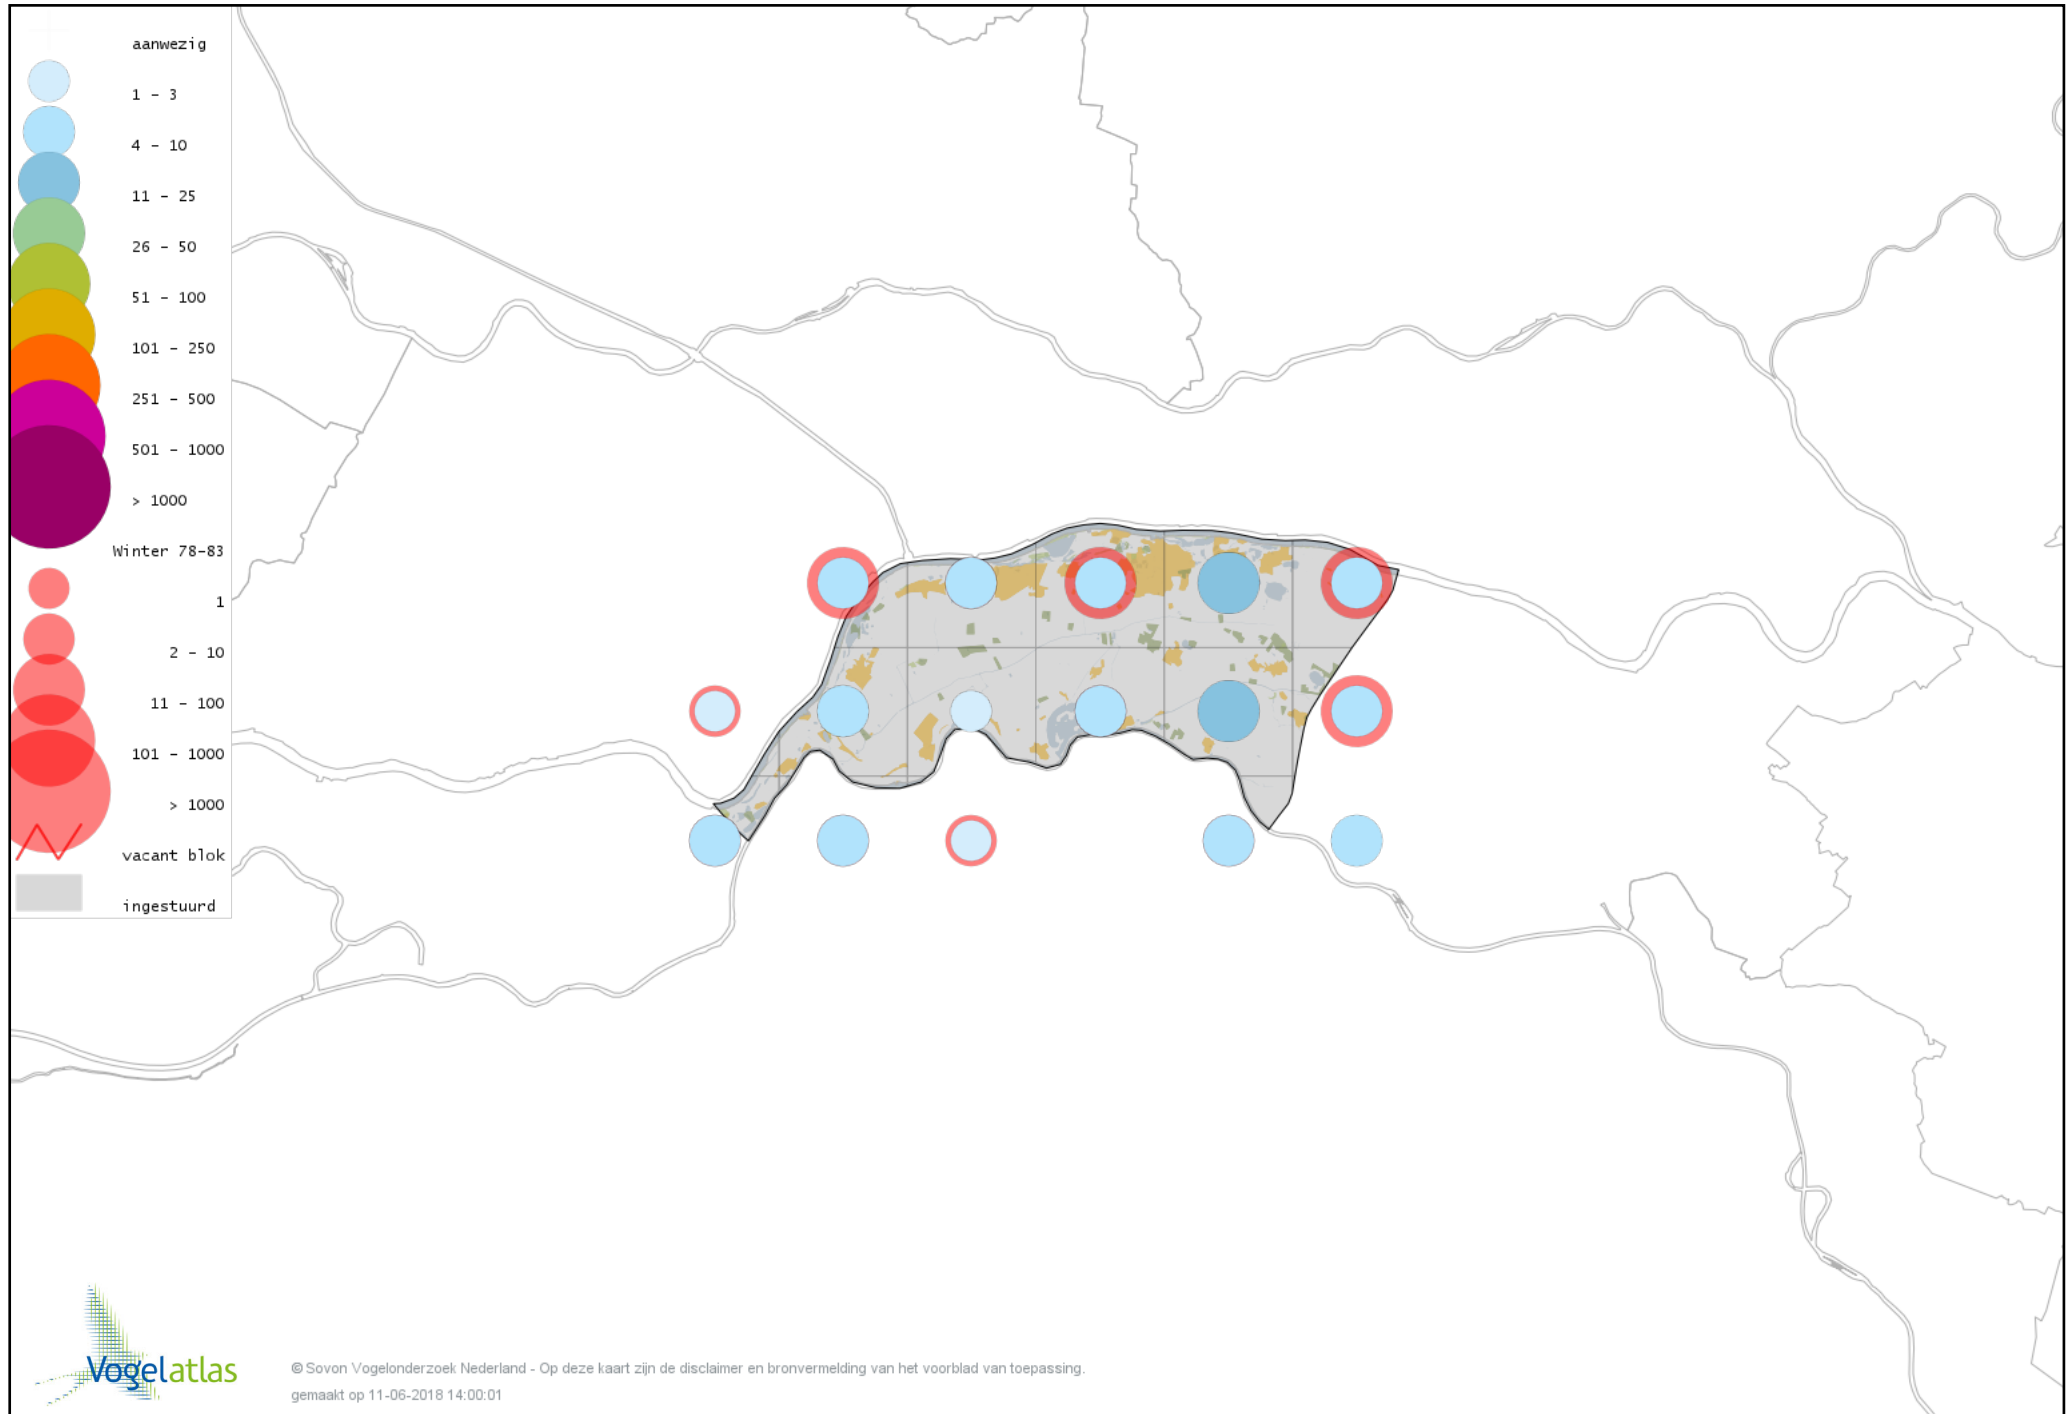 aanwezig
1 – 3
4 – 10
11 – 25
26 – 50
51 – 100
101 – 250
251 – 500
501 – 1000
> 1000
Winter 78–83
1
2 – 10
11 – 100
101 – 1000
> 1000
vacant blok
ingestuurd
Vogelatlas
© Sovon Vogelonderzoek Nederland - Op deze kaart zijn de disclaimer en bronvermelding van het voorblad van toepassing.
gemaakt op 11-06-2018 14:00:01